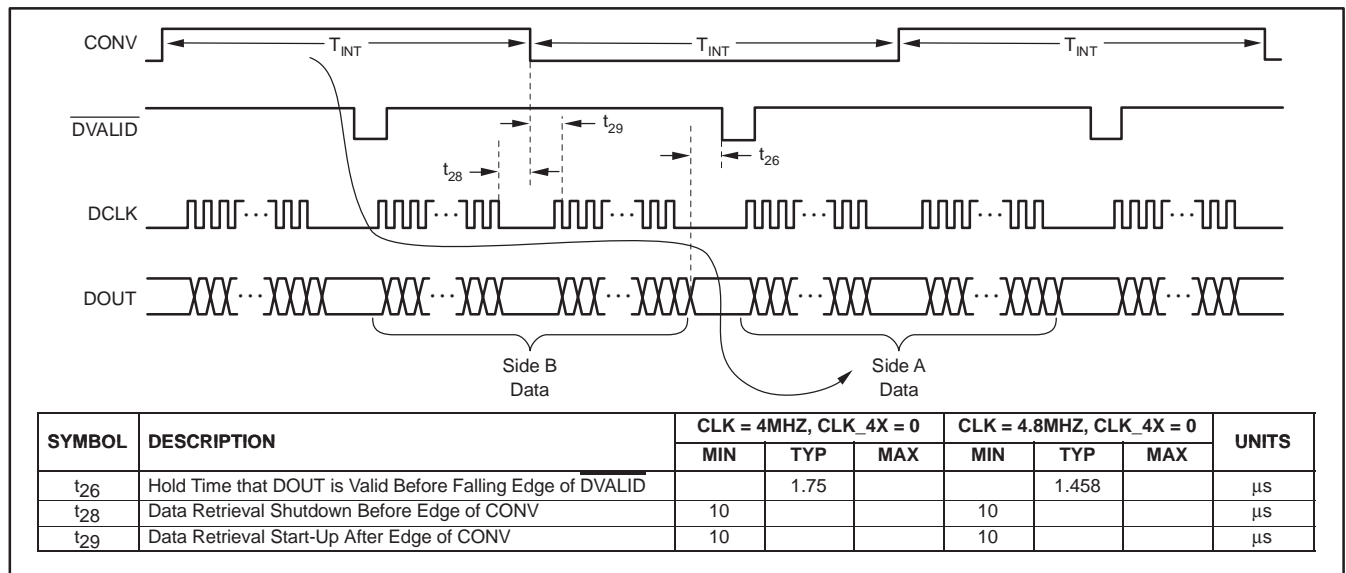 CONV
T_INT T_INT T_INT
DVALID
t_29
t_26
t_28
DCLK
··· ··· ··· ··· ··· ···
DOUT
··· ··· ··· ··· ··· ···
Side B Side A
Data Data
SYMBOL DESCRIPTION CLK = 4MHZ, CLK_4X = 0 CLK = 4.8MHZ, CLK_4X = 0 UNITS
MIN TYP MAX MIN TYP MAX
t26 Hold Time that DOUT is Valid Before Falling Edge of DVALID 1.75 1.458 μs
t28 Data Retrieval Shutdown Before Edge of CONV 10 10 μs
t29 Data Retrieval Start-Up After Edge of CONV 10 10 μs